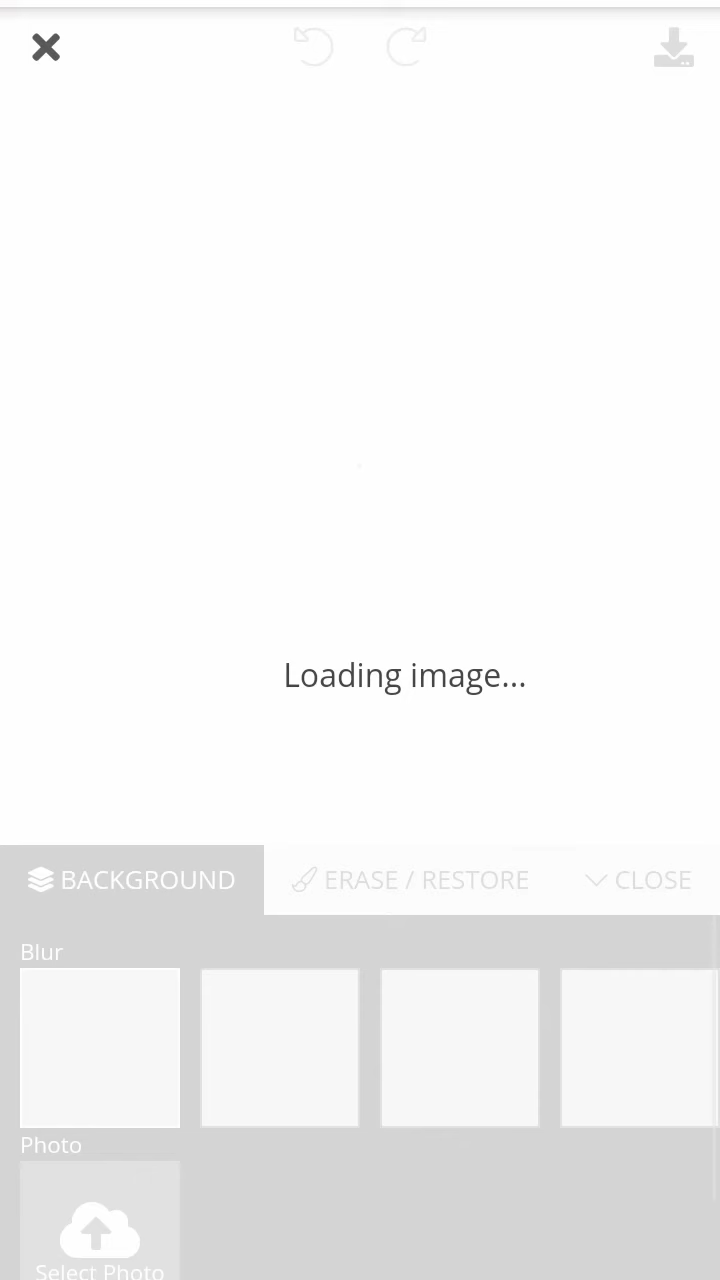 Loading image...
BACKGROUND
ERASE / RESTORE
CLOSE
Blur
Photo
Select Photo